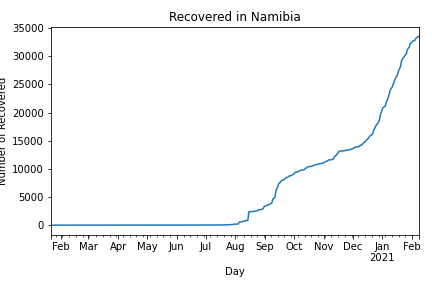 Recovered in Namibia
Number of Recovered
35000
30000
25000
20000
15000
10000
5000
0
Feb Mar Apr May Jun Jul Aug Sep Oct Nov Dec Jan Feb
2021
Day